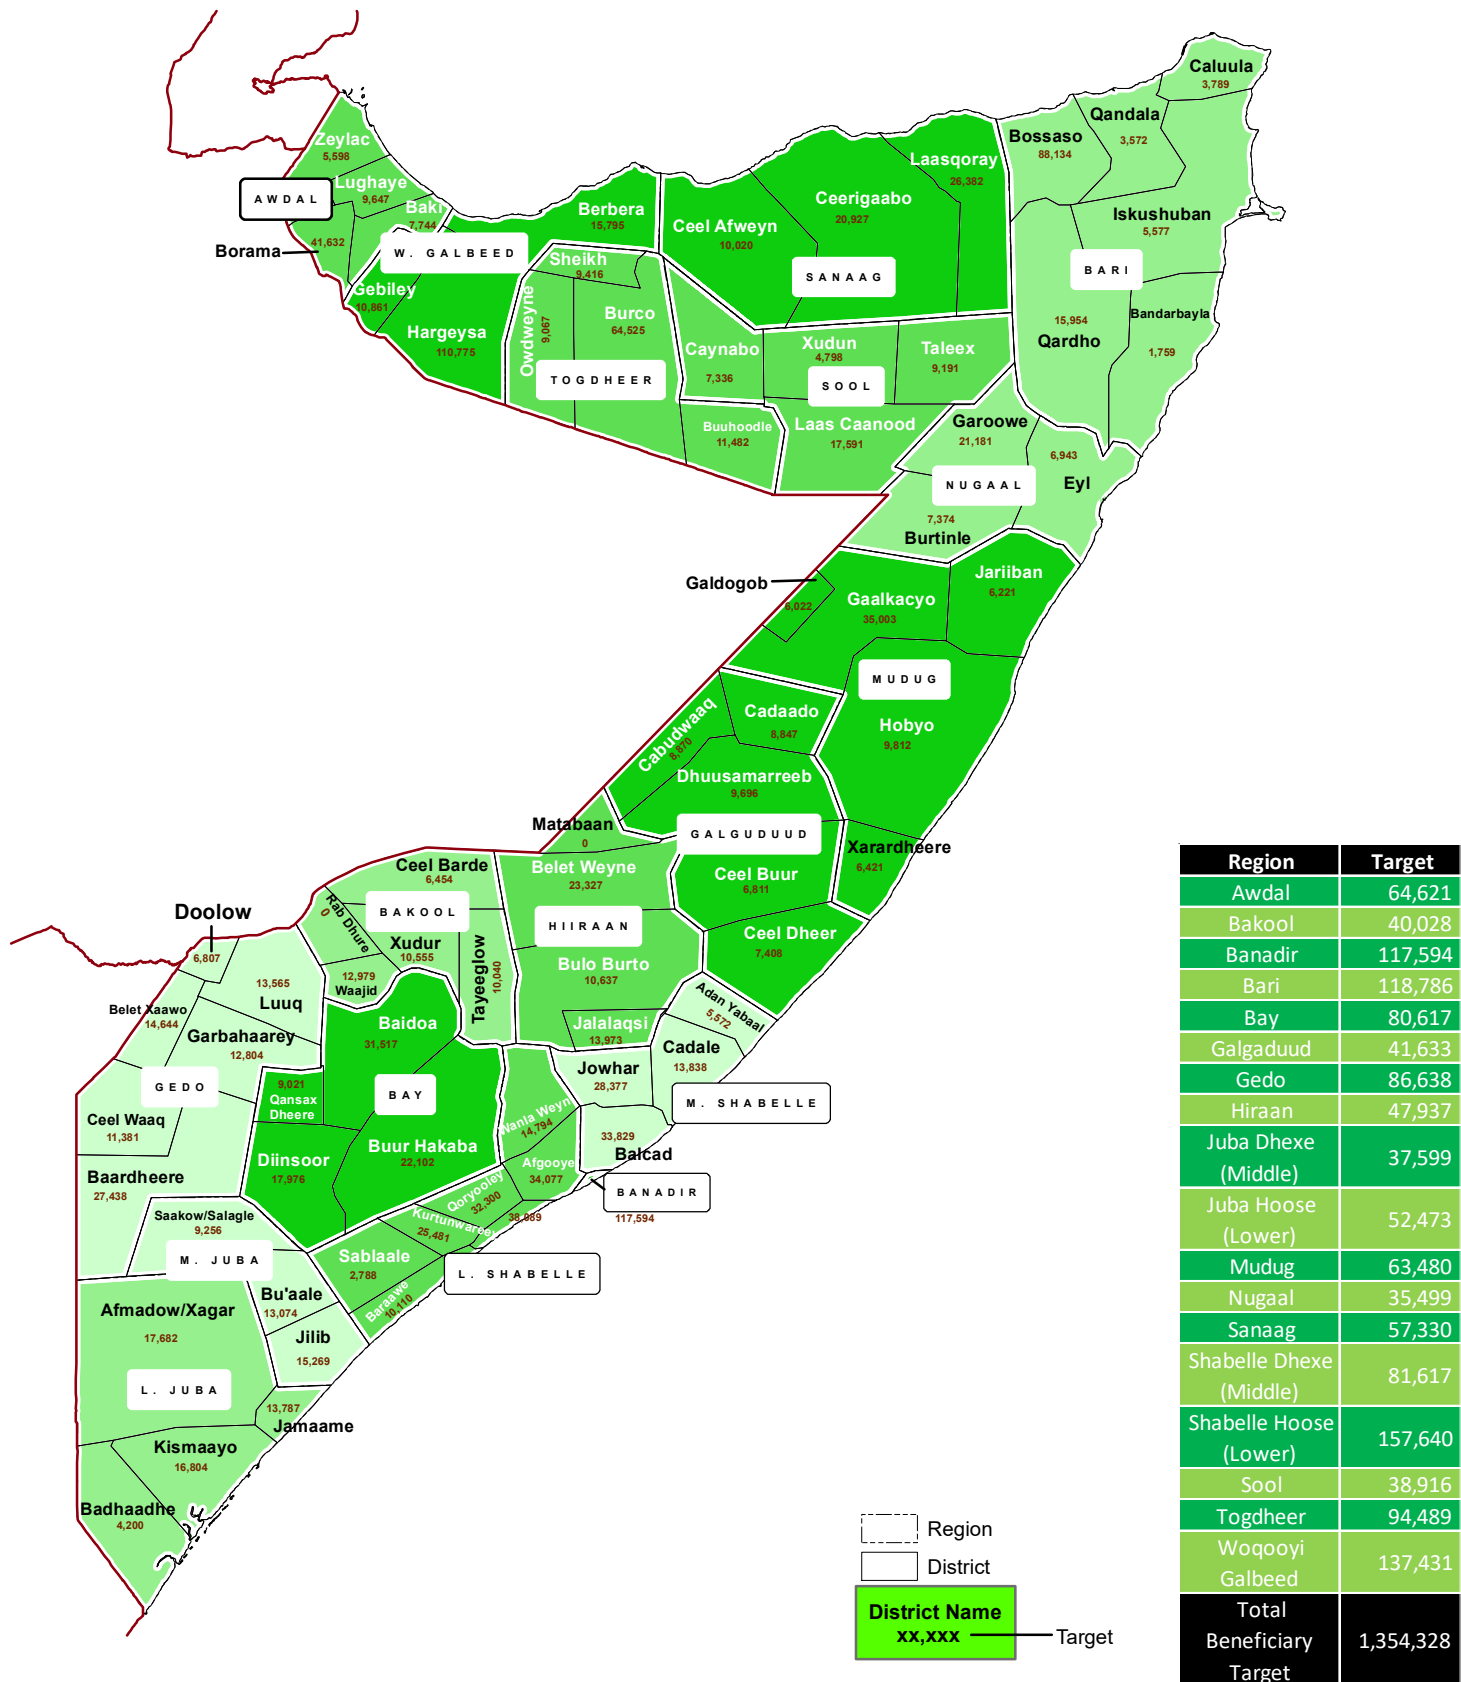 Caluula
3,789
Qandala
3,572
Bossaso
88,134
Zeylac
5,598
Laasqoray
26,382
Lughaye
9,647
AWDAL
Ceerigaabo
20,927
Baki
7,744
Berbera
15,795
Iskushuban
5,577
Ceel Afweyn
10,020
Borama
41,632
W. GALBEED
Sheikh
9,416
SANAAG
BARI
Gebiley
10,861
Owdweyne
9,067
Burco
64,525
Bandarbayla
1,759
15,954
Qardho
Hargeysa
110,775
Caynabo
7,336
Xudun
4,798
Taleex
9,191
TOGDHEER
SOOL
Buuhoodle
11,482
Laas Caanood
17,591
Garoowe
21,181
6,943
Eyl
NUGAAL
7,374
Burtinle
Galdogob
6,022
Jariiban
6,221
Gaalkacyo
35,003
MUDUG
Cabudwaaq
8,870
Cadaado
8,847
Hobyo
9,812
Dhuusamarreeb
9,696
Matabaan
0
GALGUDUUD
Xarardheere
6,421
Ceel Barde
6,454
Belet Weyne
23,327
Ceel Buur
6,811
Rab Dhure
0
BAKOOL
Doolow
6,807
HIIRAAN
Ceel Dheer
7,408
Xudur
10,555
Tayeeglow
10,040
12,979
Waajid
Bulo Burto
10,637
13,565
Luuq
Belet Xaawo
14,644
Adan Yabaal
5,572
Baidoa
31,517
Jalalaqsi
13,973
Garbahaarey
12,804
Cadale
13,838
Jowhar
28,377
GEDO
9,021
Qansax
Dheere
BAY
M. SHABELLE
Ceel Waaq
11,381
Wanla Weyn
14,794
33,829
Balcad
Buur Hakaba
22,102
Diinsoor
17,976
Afgooye
34,077
Baardheere
27,438
Qoryooley
32,300
BANADIR
117,594
Saakow/Salagle
9,256
Kurtunwarey
25,481
38,089
M. JUBA
Sablaale
2,788
L. SHABELLE
Bu'aale
13,074
Baraawe
10,110
Afmadow/Xagar
17,682
Jilib
15,269
L. JUBA
13,787
Jamaame
Kismaayo
16,804
Badhaadhe
4,200
Region
District
District Name
xx,xxx
Target
Region Target
Awdal 64,621
Bakool 40,028
Banadir 117,594
Bari 118,786
Bay 80,617
Galgaduud 41,633
Gedo 86,638
Hiraan 47,937
Juba Dhexe
(Middle) 37,599
Juba Hoose
(Lower) 52,473
Mudug 63,480
Nugaal 35,499
Sanaag 57,330
Shabelle Dhexe
(Middle) 81,617
Shabelle Hoose
(Lower) 157,640
Sool 38,916
Togdheer 94,489
Woqooyi
Galbeed 137,431
Total
Beneficiary 1,354,328
Target